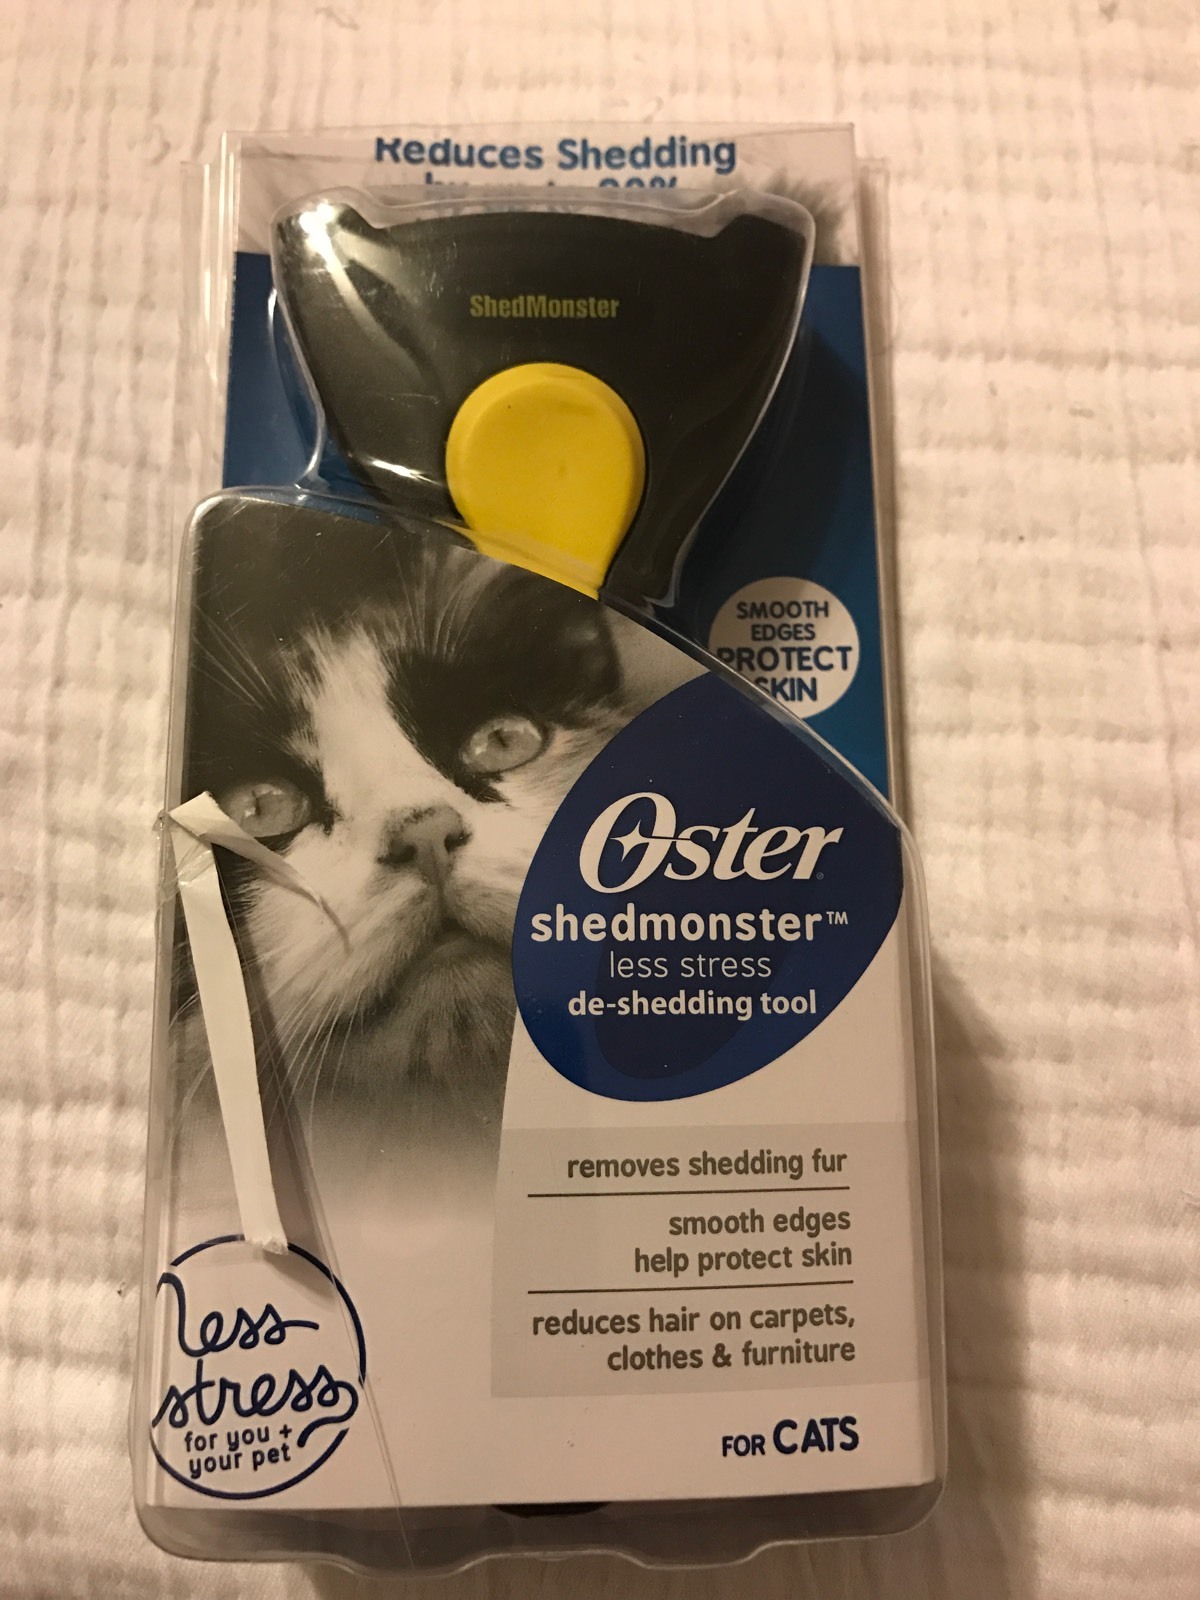 Reduces Shedding
ShedMonster
SMOOTH
EDGES
PROTECT
SKIN
Oster
shedmonster™
less stress
de-shedding tool
removes shedding fur
smooth edges
help protect skin
reduces hair on carpets,
clothes & furniture
less
stress
for you +
your pet
FOR CATS